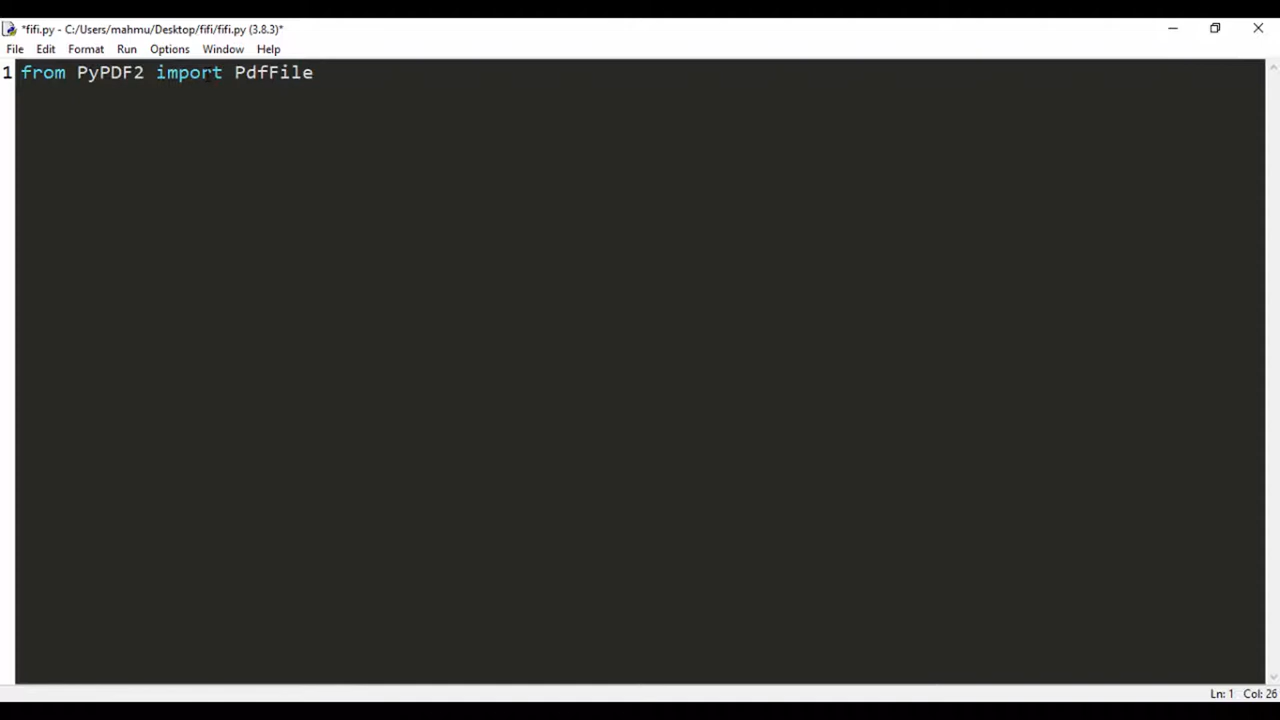 *fifi.py - C:/Users/mahmu/Desktop/fifi/fifi.py (3.8.3)*
File Edit Format Run Options Window Help
1 from PyPDF2 import PdfFile
Ln: 1 Col: 26